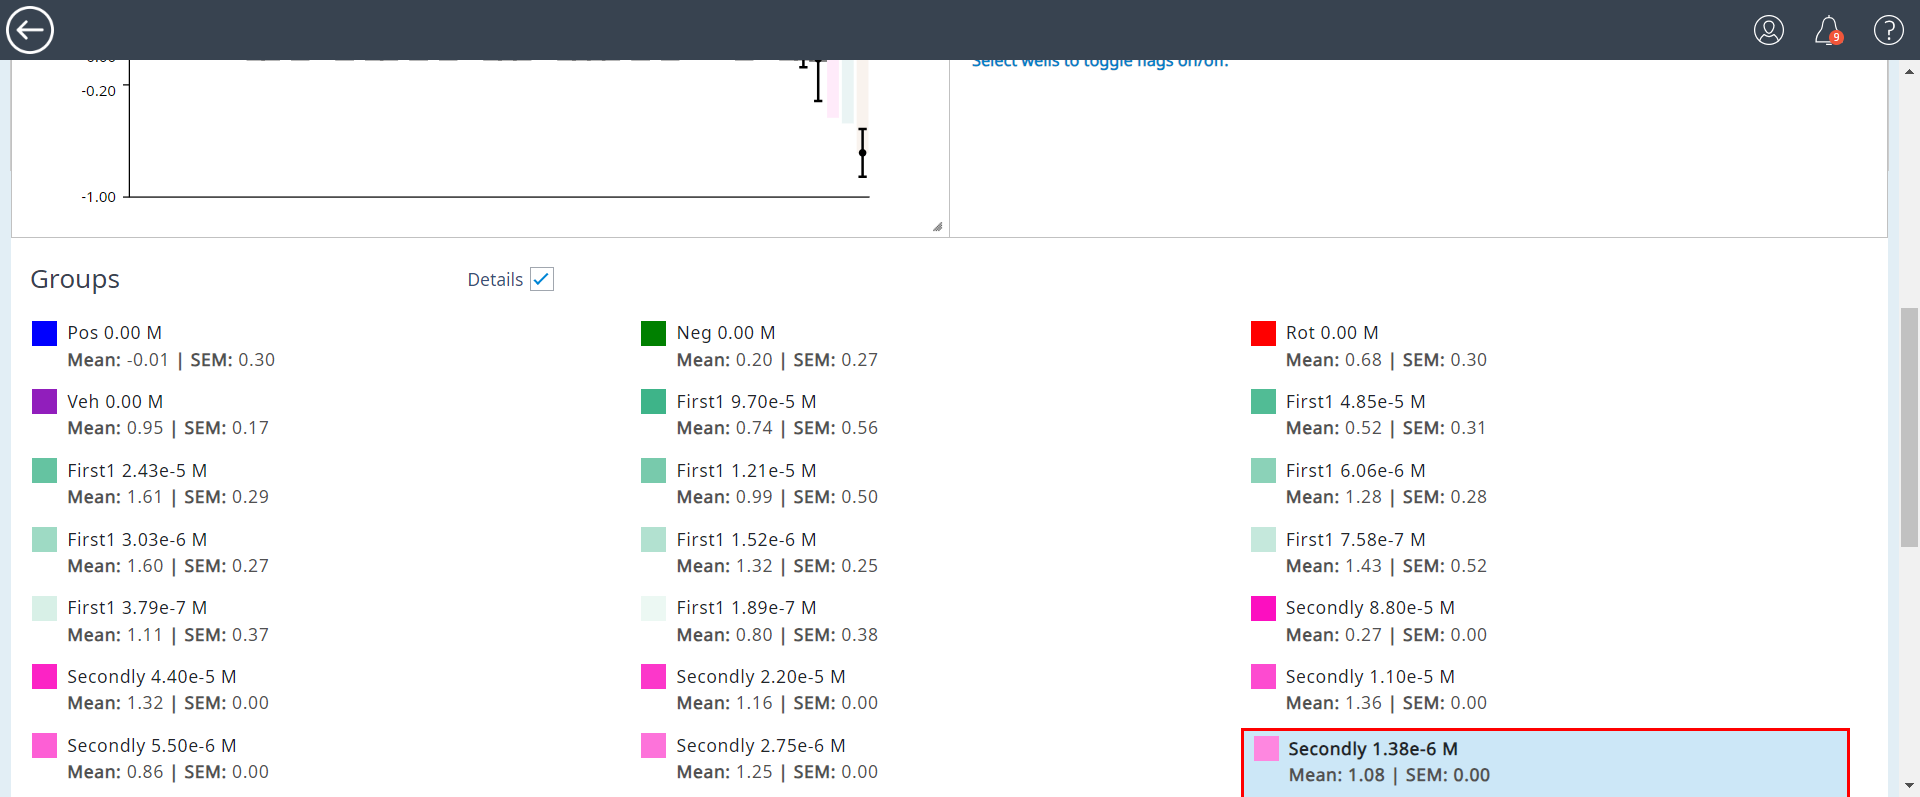 9
Select wells to toggle flags on/off.
-0.20
-1.00
Groups
Details
Pos 0.00 M
Mean: -0.01 | SEM: 0.30
Neg 0.00 M
Mean: 0.20 | SEM: 0.27
Rot 0.00 M
Mean: 0.68 | SEM: 0.30
Veh 0.00 M
Mean: 0.95 | SEM: 0.17
First1 9.70e-5 M
Mean: 0.74 | SEM: 0.56
First1 4.85e-5 M
Mean: 0.52 | SEM: 0.31
First1 2.43e-5 M
Mean: 1.61 | SEM: 0.29
First1 1.21e-5 M
Mean: 0.99 | SEM: 0.50
First1 6.06e-6 M
Mean: 1.28 | SEM: 0.28
First1 3.03e-6 M
Mean: 1.60 | SEM: 0.27
First1 1.52e-6 M
Mean: 1.32 | SEM: 0.25
First1 7.58e-7 M
Mean: 1.43 | SEM: 0.52
First1 3.79e-7 M
Mean: 1.11 | SEM: 0.37
First1 1.89e-7 M
Mean: 0.80 | SEM: 0.38
Secondly 8.80e-5 M
Mean: 0.27 | SEM: 0.00
Secondly 4.40e-5 M
Mean: 1.32 | SEM: 0.00
Secondly 2.20e-5 M
Mean: 1.16 | SEM: 0.00
Secondly 1.10e-5 M
Mean: 1.36 | SEM: 0.00
Secondly 5.50e-6 M
Mean: 0.86 | SEM: 0.00
Secondly 2.75e-6 M
Mean: 1.25 | SEM: 0.00
Secondly 1.38e-6 M
Mean: 1.08 | SEM: 0.00